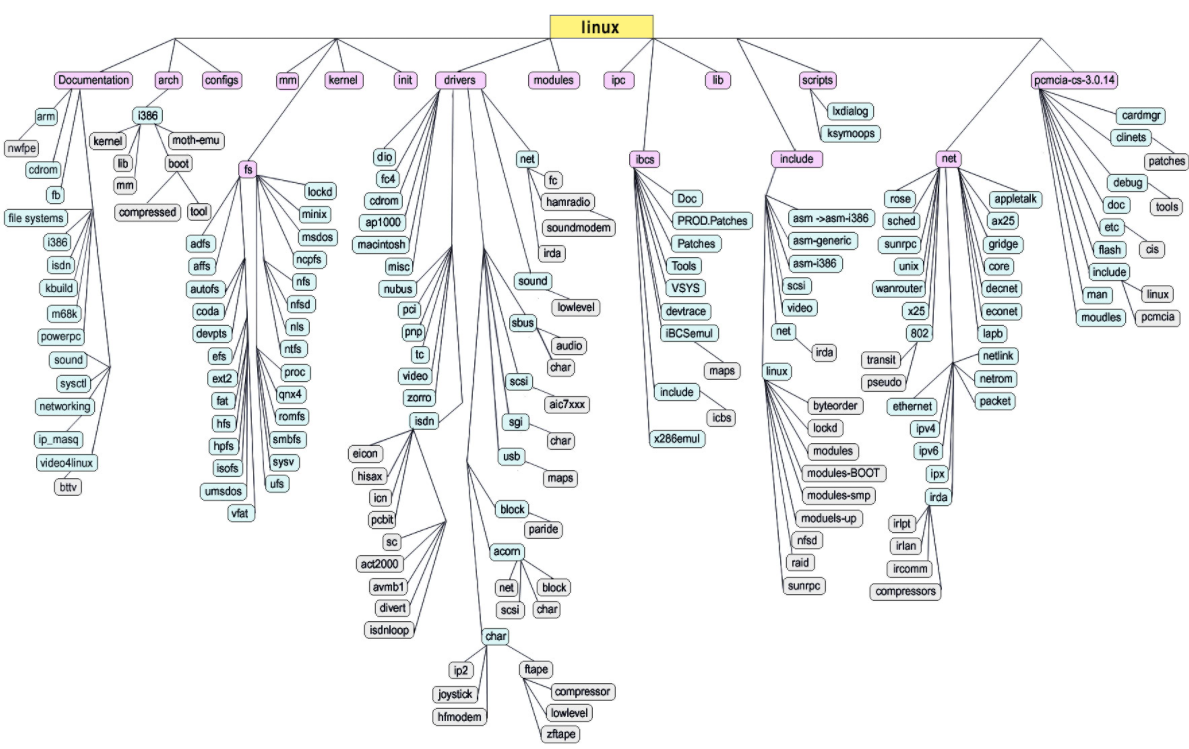 linux
Documentation
arch
configs
mm
kernel
init
drivers
modules
ipc
lib
scripts
pcmcia-cs-3.0.14
arm
nwfpe
cdrom
fb
file systems
i386
isdn
kbuild
m68k
powerpc
sound
sysctl
networking
ip_masq
video4linux
bttv
i386
kernel
moth-emu
lib
boot
mm
compressed
tool
fs
lockd
minix
adfs
msdos
affs
ncpfs
autofs
nfs
coda
nfsd
devpts
nls
efs
ntfs
ext2
proc
fat
qnx4
hfs
romfs
hpfs
smbfs
isofs
sysv
umsdos
ufs
vfat
dio
fc4
cdrom
ap1000
macintosh
misc
nubus
pci
pnp
tc
video
zorro
isdn
eicon
hisax
icn
pcbit
sc
act2000
avmb1
divert
isdnloop
net
fc
hamradio
soundmodem
irda
sound
lowlevel
sbus
audio
char
scsi
aic7xxx
sgi
char
usb
maps
block
paride
acorn
net
block
scsi
char
char
ip2
ftape
joystick
compressor
hfmodem
lowlevel
zftape
ibcs
Doc
PROD.Patches
Patches
Tools
VSYS
devtrace
iBCSemul
maps
include
icbs
x286emul
lxdialog
ksymoops
include
asm ->asm-i386
asm-generic
asm-i386
scsi
video
net
irda
linux
byteorder
lockd
modules
modules-BOOT
modules-smp
moduels-up
nfsd
raid
sunrpc
net
rose
appletalk
sched
ax25
sunrpc
gridge
unix
core
wanrouter
decnet
x25
econet
802
lapb
transit
netlink
pseudo
netrom
ethernet
packet
ipv4
ipv6
ipx
irda
irlpt
irlan
ircomm
compressors
cardmgr
clinets
patches
debug
tools
doc
etc
cis
flash
include
linux
man
pcmcia
moudles